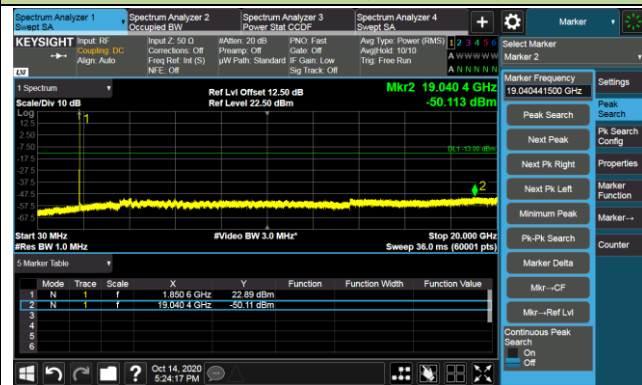 Spectrum Analyzer 1
Swept SA
Spectrum Analyzer 2
Occupied BW
Spectrum Analyzer 3
Power Stat CCDF
Spectrum Analyzer 4
Swept SA
+
Marker
KEYSIGHT
Input: RF
Coupling: DC
Align: Auto
Input Z: 50 Ω
Corrections: Off
Freq Ref: Int (S)
NFE: Off
#Atten: 20 dB
Preamp: Off
µW Path: Standard
PNO: Fast
Gate: Off
IF Gain: Low
Sig Track: Off
Avg Type: Power (RMS)
Avg|Hold: 10/10
Trig: Free Run
1 2 3 4 5 6
A W W W W W
A N N N N N
LXI
Select Marker
Marker 2
Marker Frequency
19.040441500 GHz
Peak Search
Next Peak
Next Pk Right
Next Pk Left
Minimum Peak
Pk-Pk Search
Marker Delta
Mkr→CF
Mkr→Ref Lvl
Continuous Peak
Search
On
Off
Settings
Peak
Search
Pk Search
Config
Properties
Marker
Function
Marker→
Counter
1 Spectrum
Scale/Div 10 dB
Log
Ref Lvl Offset 12.50 dB
Ref Level 22.50 dBm
Mkr2 19.040 4 GHz
-50.113 dBm
12.5
2.50
-7.50
-17.5
-27.5
-37.5
-47.5
-57.5
-67.5
1
DL1 -13.00 dBm
2
Start 30 MHz
#Res BW 1.0 MHz
#Video BW 3.0 MHz*
Stop 20.000 GHz
Sweep 36.0 ms (60001 pts)
5 Marker Table
Mode Trace Scale X Y Function Function Width Function Value
1 N 1 f 1.850 6 GHz 22.89 dBm
2 N 1 f 19.040 4 GHz -50.11 dBm
3
4
5
6
?
Oct 14, 2020
5:24:17 PM